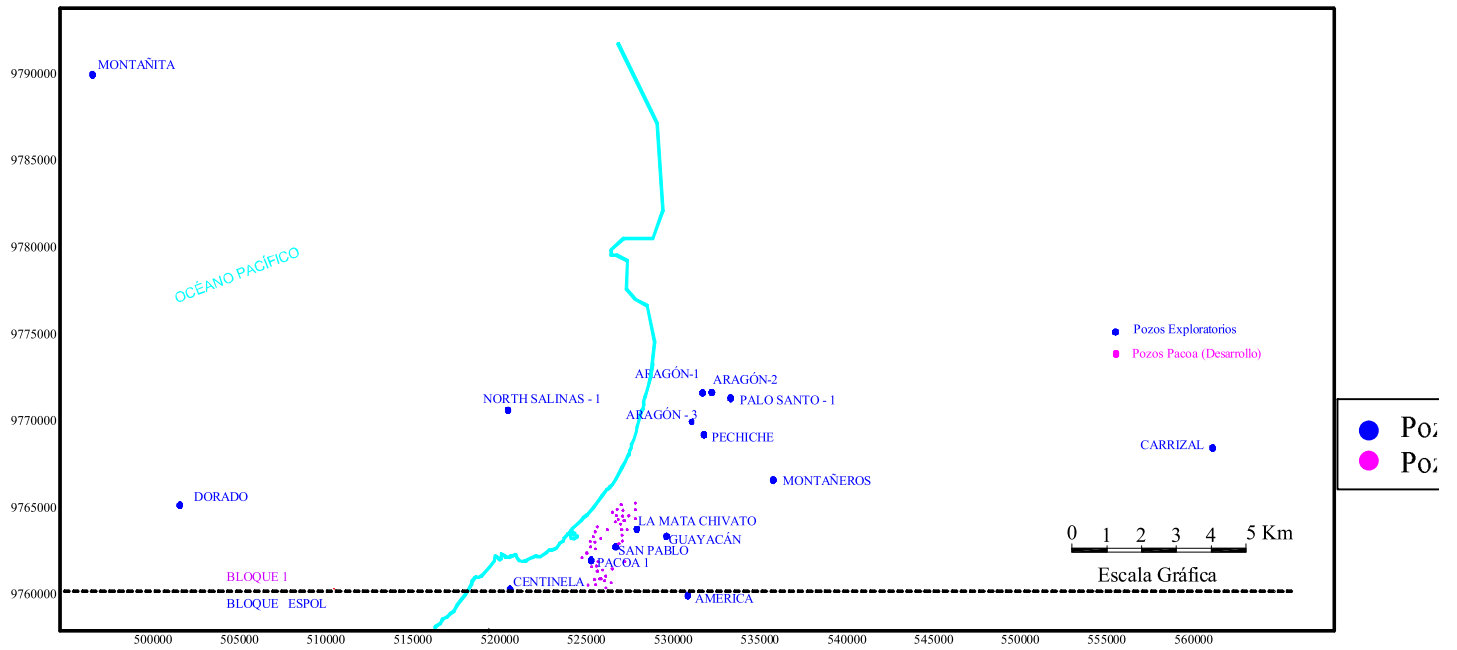 MONTAÑITA
9790000
9785000
9780000
OCÉANO PACÍFICO
9775000
Pozos Exploratorios
Pozos Pacoa (Desarrollo)
ARAGÓN-1
ARAGÓN-2
NORTH SALINAS - 1
PALO SANTO - 1
ARAGÓN - 3
9770000
PECHICHE
CARRIZAL
MONTAÑEROS
DORADO
9765000
LA MATA CHIVATO
GUAYACÁN
SAN PABLO
PACOA 1
0 1 2 3 4 5 Km
Escala Gráfica
BLOQUE 1
CENTINELA
9760000
BLOQUE ESPOL
AMERICA
500000 505000 510000 515000 520000 525000 530000 535000 540000 545000 550000 555000 560000
Poz
Poz